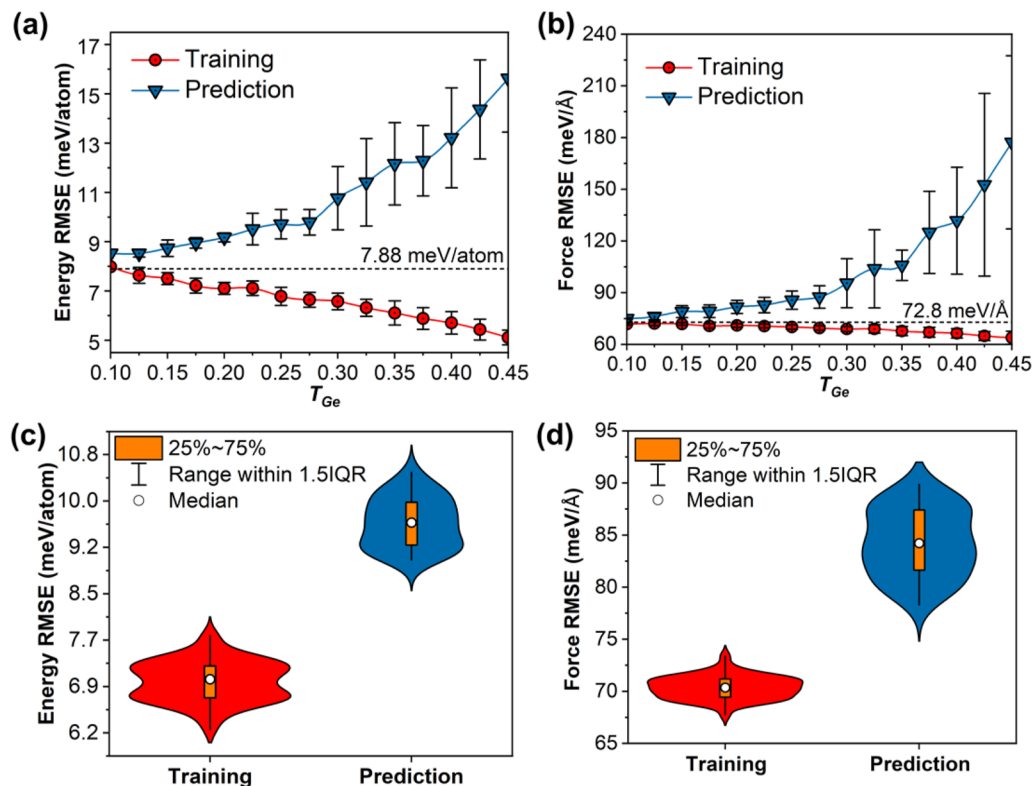 (a)
17
15
13
11
9
7
5
Energy RMSE (meV/atom)
Training
Prediction
7.88 meV/atom
0.10 0.15 0.20 0.25 0.30 0.35 0.40 0.45
T_Ge
(b)
240
210
180
150
120
90
60
Force RMSE (meV/Å)
Training
Prediction
72.8 meV/Å
0.10 0.15 0.20 0.25 0.30 0.35 0.40 0.45
T_Ge
(c)
10.8
10.0
9.2
8.5
7.7
6.9
6.2
Energy RMSE (meV/atom)
25%~75%
Range within 1.5IQR
Median
Training Prediction
(d)
95
90
85
80
75
70
65
Force RMSE (meV/Å)
25%~75%
Range within 1.5IQR
Median
Training Prediction